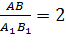 AB/A₁B₁ = 2